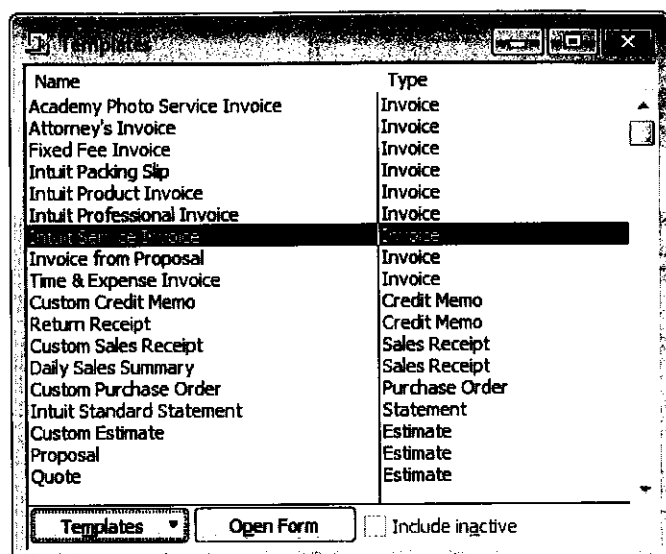 Templates
Name Type
Academy Photo Service Invoice Invoice
Attorney's Invoice Invoice
Fixed Fee Invoice Invoice
Intuit Packing Slip Invoice
Intuit Product Invoice Invoice
Intuit Professional Invoice Invoice
Intuit Service Invoice Invoice
Invoice from Proposal Invoice
Time & Expense Invoice Invoice
Custom Credit Memo Credit Memo
Return Receipt Credit Memo
Custom Sales Receipt Sales Receipt
Daily Sales Summary Sales Receipt
Custom Purchase Order Purchase Order
Intuit Standard Statement Statement
Custom Estimate Estimate
Proposal Estimate
Quote Estimate
Templates Open Form Include inactive